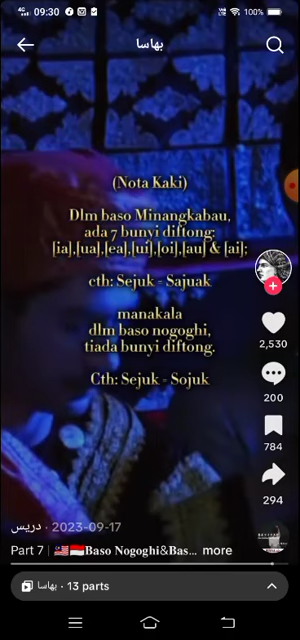 09:30
100%
بهاسا
(Nota Kaki)
Dlm baso Minangkabau,
ada 7 bunyi diftong:
[ia],[ua],[ea],[ui],[oi],[au] & [ai];
cth: Sejuk = Sajuak
manakala
dlm baso nogoghi,
tiada bunyi diftong.
Cth: Sejuk = Sojuk
2,530
200
784
294
دريس · 2023-09-17
Part 7 | 🇲🇾🇮🇩Baso Nogoghi&Bas... more
بهاسا · 13 parts